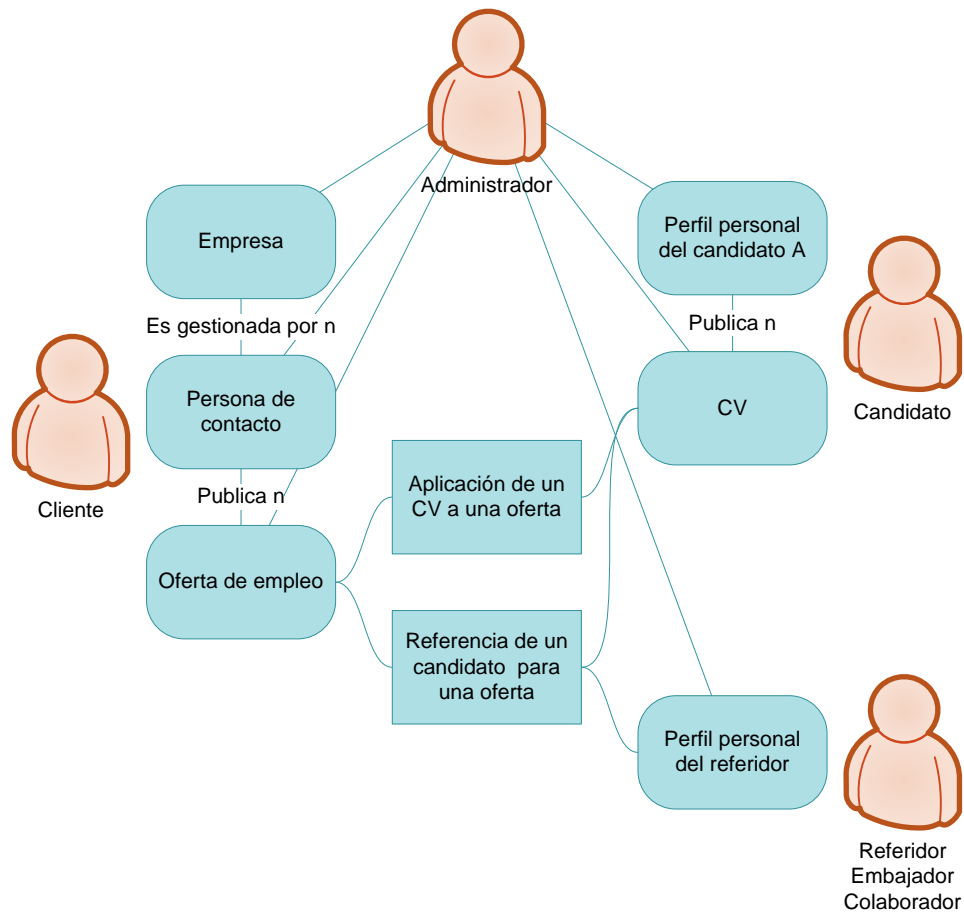 Administrador
Empresa
Perfil personal
del candidato A
Es gestionada por n
Publica n
Persona de
contacto
CV
Cliente
Candidato
Publica n
Aplicación de un
CV a una oferta
Oferta de empleo
Referencia de un
candidato para
una oferta
Perfil personal
del referidor
Referidor
Embajador
Colaborador